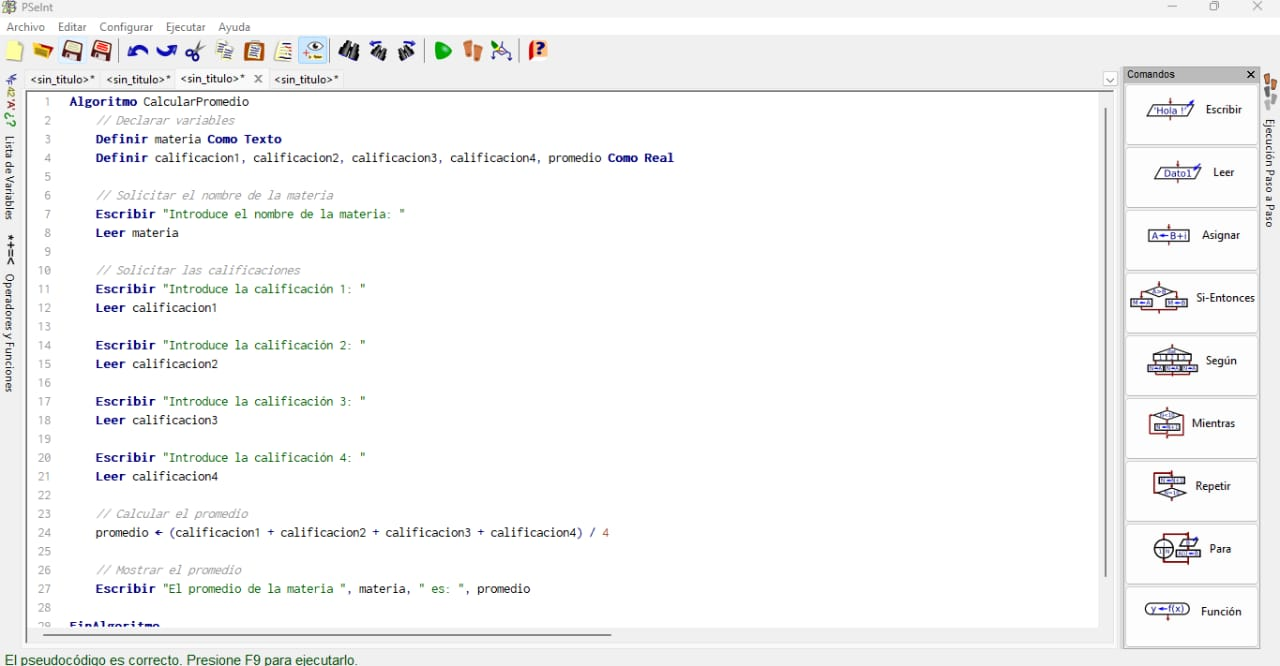 PSeInt
Archivo Editar Configurar Ejecutar Ayuda
<sin_titulo>* <sin_titulo>* <sin_titulo>* <sin_titulo>*
Lista de Variables
Operadores y Funciones
1 Algoritmo CalcularPromedio
2 // Declarar variables
3 Definir materia Como Texto
4 Definir calificacion1, calificacion2, calificacion3, calificacion4, promedio Como Real
5
6 // Solicitar el nombre de la materia
7 Escribir "Introduce el nombre de la materia: "
8 Leer materia
9
10 // Solicitar las calificaciones
11 Escribir "Introduce la calificación 1: "
12 Leer calificacion1
13
14 Escribir "Introduce la calificación 2: "
15 Leer calificacion2
16
17 Escribir "Introduce la calificación 3: "
18 Leer calificacion3
19
20 Escribir "Introduce la calificación 4: "
21 Leer calificacion4
22
23 // Calcular el promedio
24 promedio ← (calificacion1 + calificacion2 + calificacion3 + calificacion4) / 4
25
26 // Mostrar el promedio
27 Escribir "El promedio de la materia ", materia, " es: ", promedio
28
29 FinAlgoritmo
Comandos
'Hola !' Escribir
Dato1 Leer
A←B+i Asignar
Si-Entonces
Según
Mientras
Repetir
Para
y←f(x) Función
Ejecución Paso a Paso
El pseudocódigo es correcto. Presione F9 para ejecutarlo.